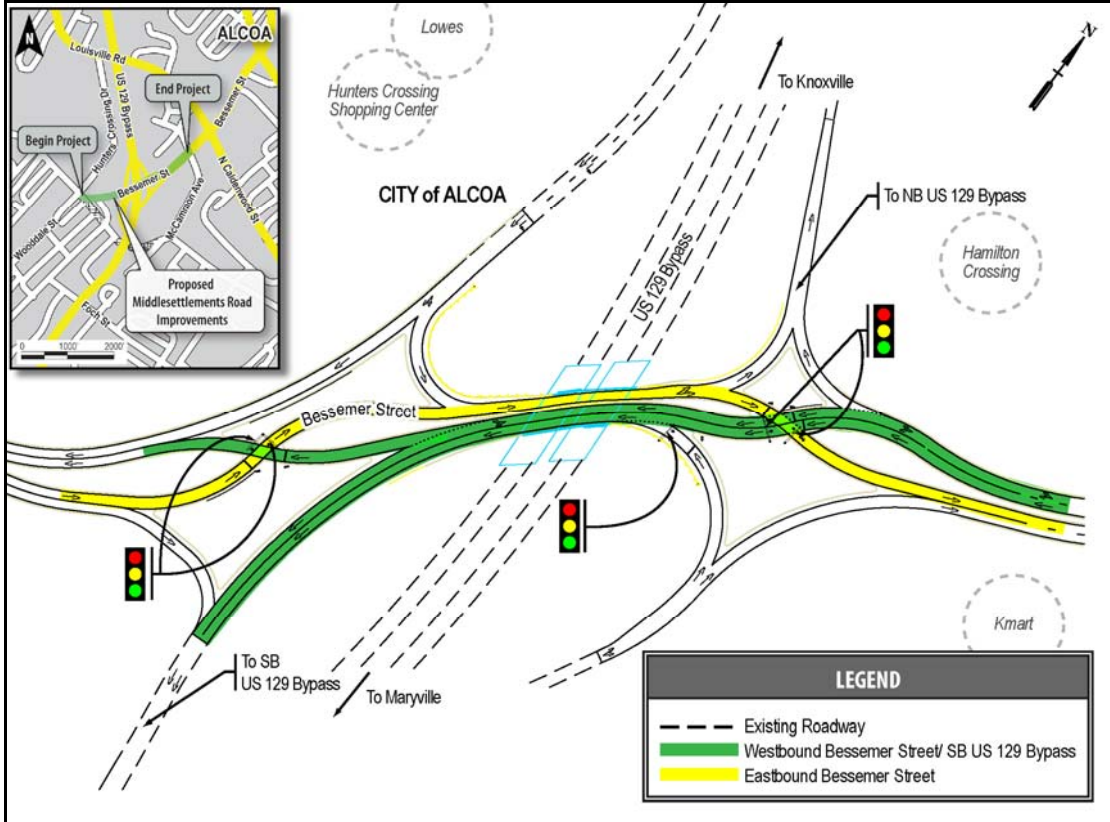 N
ALCOA
Louisville Rd
US 129 Bypass
Hunters' Crossing Dr
End Project
Bessemer St
Begin Project
Bessemer St
N Calderwood St
McCammon Ave
Wooddale St
Proposed
Middlesettlements Road
Improvements
Foch St
0 1000' 2000'
Lowes
Hunters Crossing
Shopping Center
To Knoxville
N
CITY of ALCOA
To NB US 129 Bypass
US 129 Bypass
Hamilton
Crossing
Bessemer Street
To SB
US 129 Bypass
To Maryville
Kmart
LEGEND
Existing Roadway
Westbound Bessemer Street/ SB US 129 Bypass
Eastbound Bessemer Street